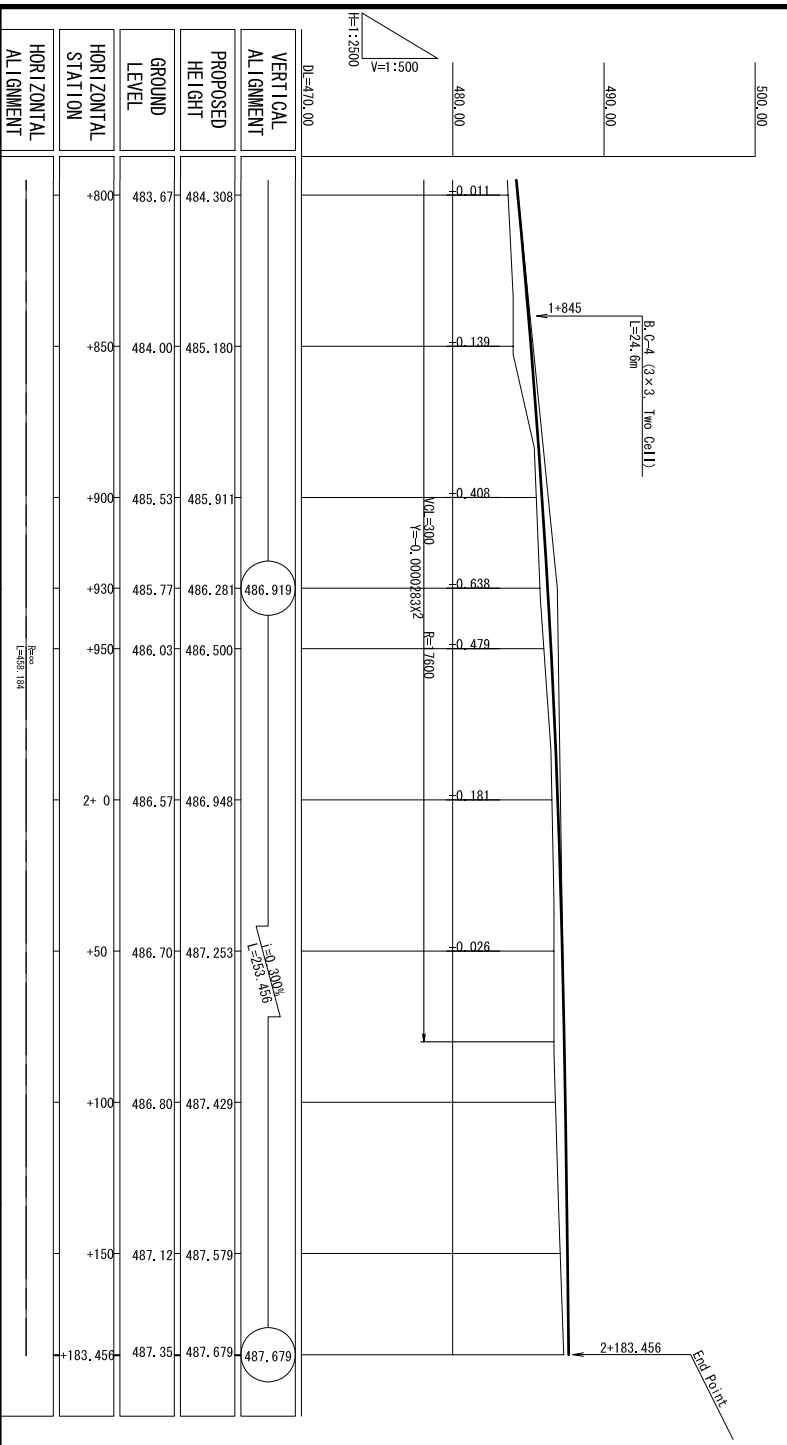 500.00
490.00
480.00
DL=470.00
V=1:500
H=1:2500
B.C-4 (3×3, Two Cell)
L=24.6m
1+845
End Point
2+183.456
-0.011
-0.139
-0.408
-0.638
-0.479
-0.181
-0.026
VCL=300
R=17600
Y=-0.0000283X2
VERTICAL
ALIGNMENT
486.919
i=0.300%
L=253.456
487.679
PROPOSED
HEIGHT
484.308
485.180
485.911
486.281
486.500
486.948
487.253
487.429
487.579
487.679
GROUND
LEVEL
483.67
484.00
485.53
485.77
486.03
486.57
486.70
486.80
487.12
487.35
HORIZONTAL
STATION
+800
+850
+900
+930
+950
2+ 0
+50
+100
+150
+183.456
HORIZONTAL
ALIGNMENT
R=∞
L=458.184